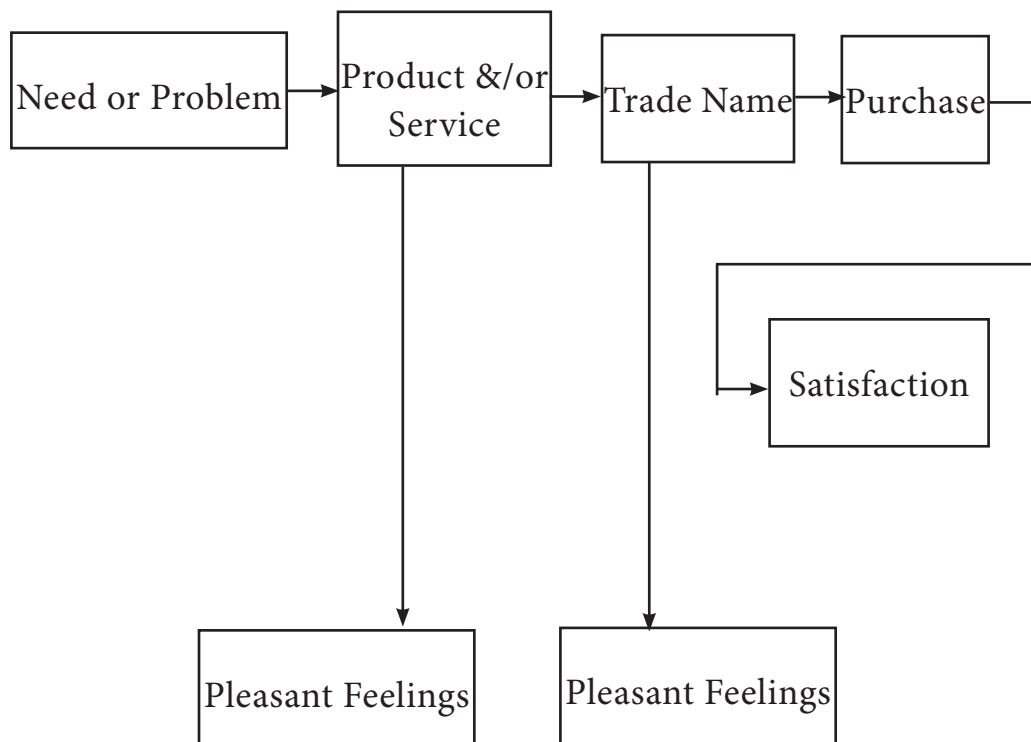 Need or Problem
Product &/or
Service
Trade Name
Purchase
Satisfaction
Pleasant Feelings
Pleasant Feelings